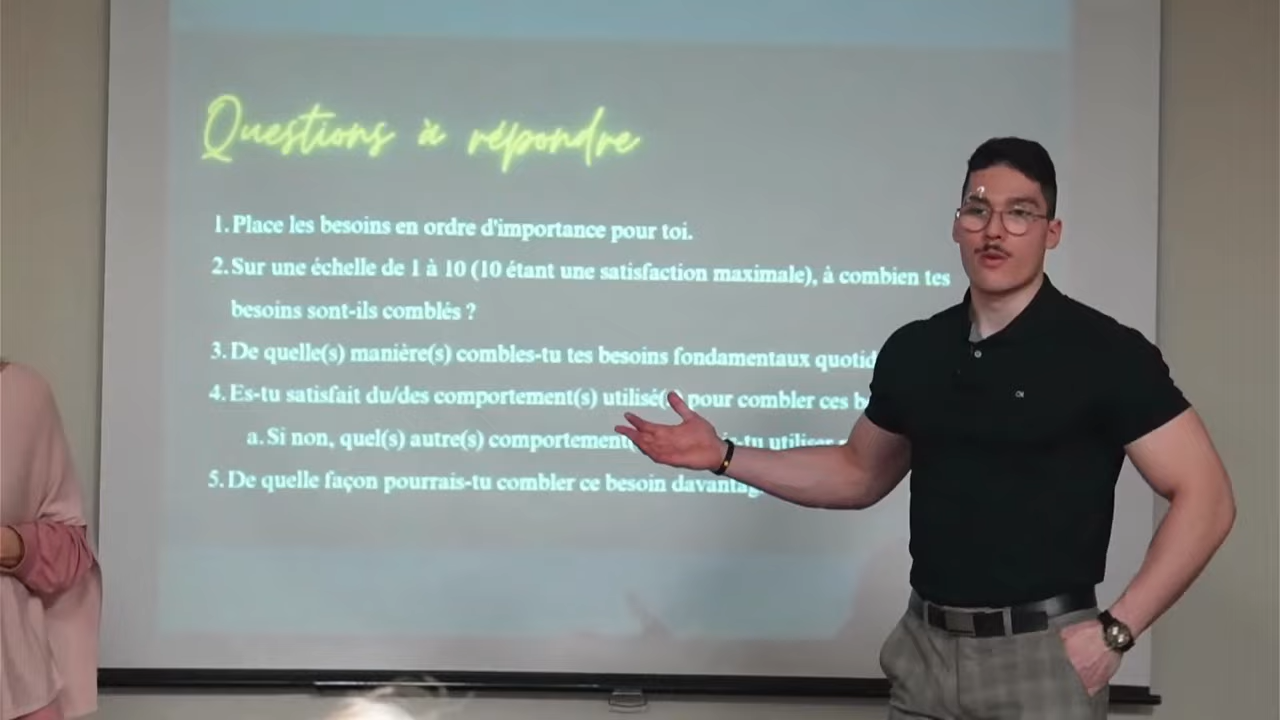 Questions à répondre
1. Place les besoins en ordre d'importance pour toi.
2. Sur une échelle de 1 à 10 (10 étant une satisfaction maximale), à combien tes
besoins sont-ils comblés ?
3. De quelle(s) manière(s) combles-tu tes besoins fondamentaux
4. Es-tu satisfait du/des comportement(s) utilisé(s) pour combler ces
a. Si non, quel(s) autre(s) utiliser
5. De quelle façon pourrais-tu combler ce besoin